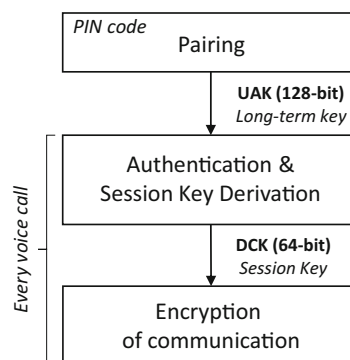 PIN code
Pairing
UAK (128-bit)
Long-term key
Authentication &
Session Key Derivation
DCK (64-bit)
Session Key
Encryption
of communication
Every voice call